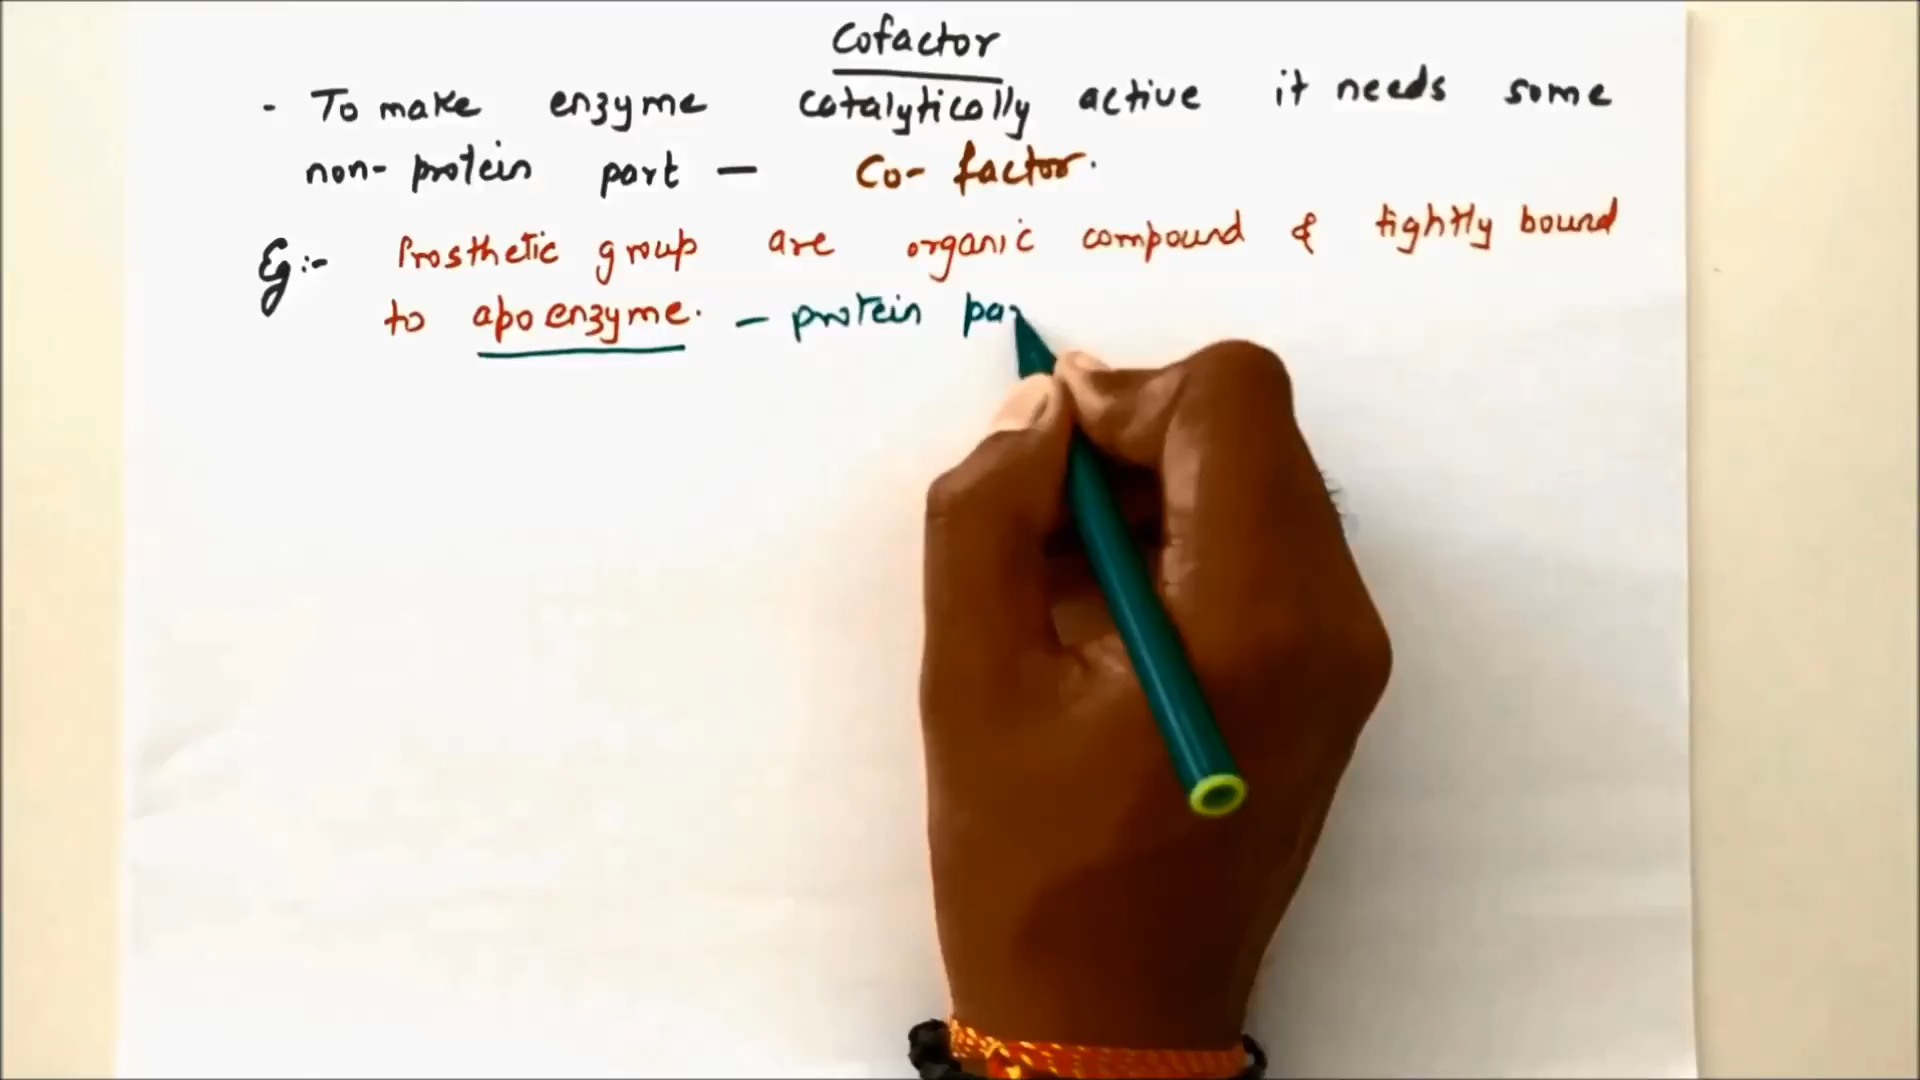 Cofactor
- To make enzyme catalytically active it needs some
non-protein part — Co-factor.
Eg:- Prosthetic group are organic compound & tightly bound
to apoenzyme. — protein pa